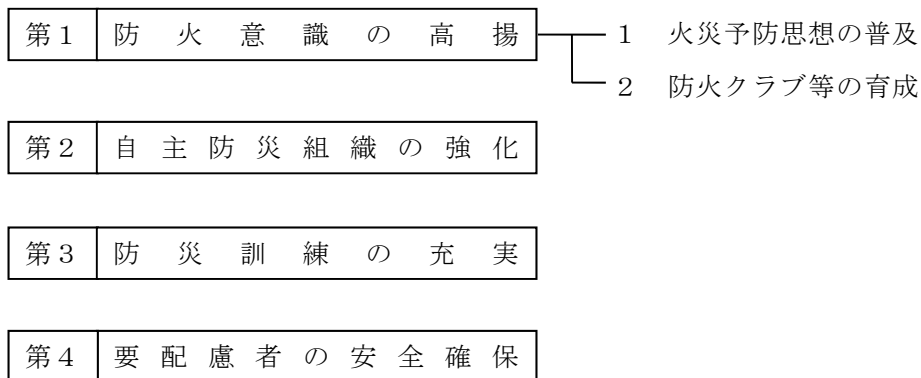 第１ 防火意識の高揚 １ 火災予防思想の普及
２ 防火クラブ等の育成
第２ 自主防災組織の強化
第３ 防災訓練の充実
第４ 要配慮者の安全確保